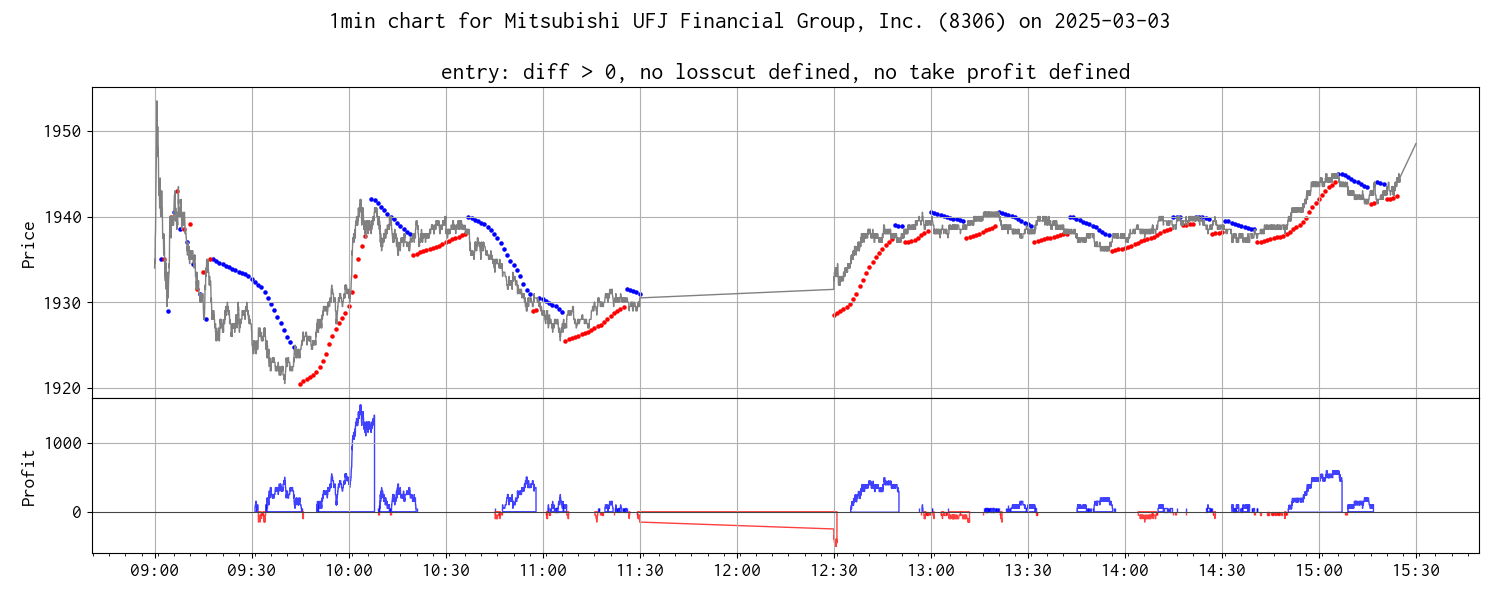 1min chart for Mitsubishi UFJ Financial Group, Inc. (8306) on 2025-03-03
entry: diff > 0, no losscut defined, no take profit defined
Price
1950
1940
1930
1920
Profit
1000
0
09:00 09:30 10:00 10:30 11:00 11:30 12:00 12:30 13:00 13:30 14:00 14:30 15:00 15:30